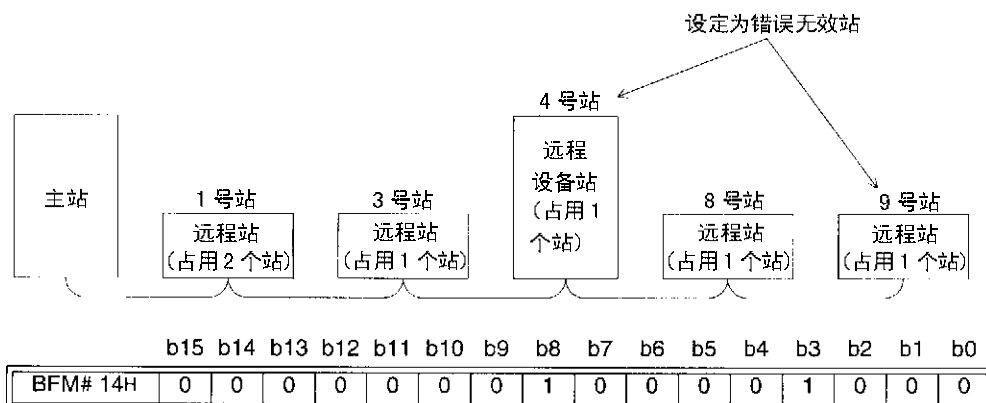 设定为错误无效站
4 号站
远程
设备站
（占用 1
个站）
主站
1 号站
远程站
（占用 2 个站）
3 号站
远程站
（占用 1 个站）
8 号站
远程站
（占用 1 个站）
9 号站
远程站
（占用 1 个站）
b15 b14 b13 b12 b11 b10 b9 b8 b7 b6 b5 b4 b3 b2 b1 b0
BFM# 14H 0 0 0 0 0 0 0 1 0 0 0 0 1 0 0 0